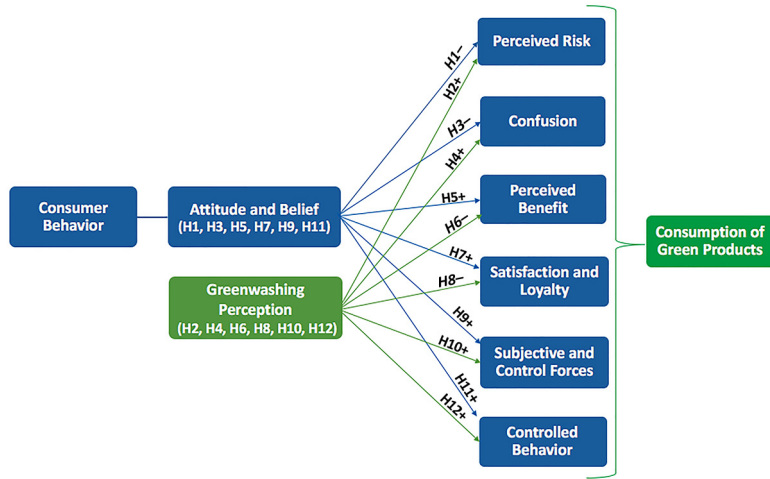 Perceived Risk
H1–
H2+
Confusion
H3–
H4+
Consumer
Behavior
Attitude and Belief
(H1, H3, H5, H7, H9, H11)
H5+
Perceived
Benefit
H6–
Consumption of
Green Products
H7+
Satisfaction and
Loyalty
H8–
Greenwashing
Perception
(H2, H4, H6, H8, H10, H12)
H9+
H10+
Subjective and
Control Forces
H11+
H12+
Controlled
Behavior